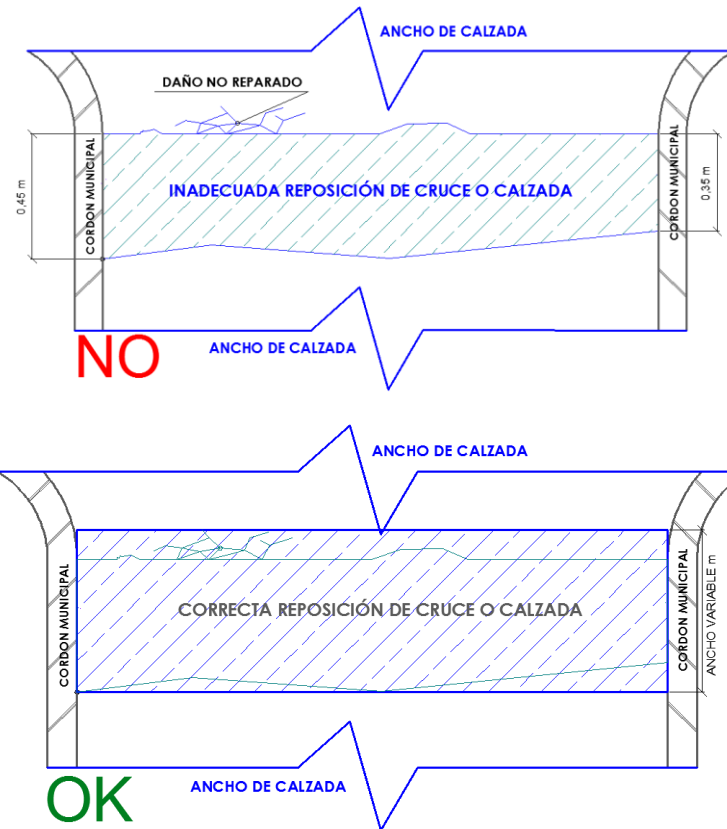 ANCHO DE CALZADA
DAÑO NO REPARADO
0,45 m
CORDON MUNICIPAL
INADECUADA REPOSICIÓN DE CRUCE O CALZADA
CORDON MUNICIPAL
0,35 m
NO
ANCHO DE CALZADA
ANCHO DE CALZADA
CORDON MUNICIPAL
CORRECTA REPOSICIÓN DE CRUCE O CALZADA
CORDON MUNICIPAL
ANCHO VARIABLE m
OK
ANCHO DE CALZADA